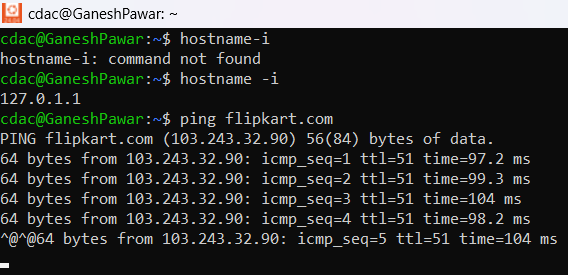 cdac@GaneshPawar: ~
cdac@GaneshPawar:~$ hostname-i
hostname-i: command not found
cdac@GaneshPawar:~$ hostname -i
127.0.1.1
cdac@GaneshPawar:~$ ping flipkart.com
PING flipkart.com (103.243.32.90) 56(84) bytes of data.
64 bytes from 103.243.32.90: icmp_seq=1 ttl=51 time=97.2 ms
64 bytes from 103.243.32.90: icmp_seq=2 ttl=51 time=99.3 ms
64 bytes from 103.243.32.90: icmp_seq=3 ttl=51 time=104 ms
64 bytes from 103.243.32.90: icmp_seq=4 ttl=51 time=98.2 ms
^@^@64 bytes from 103.243.32.90: icmp_seq=5 ttl=51 time=104 ms